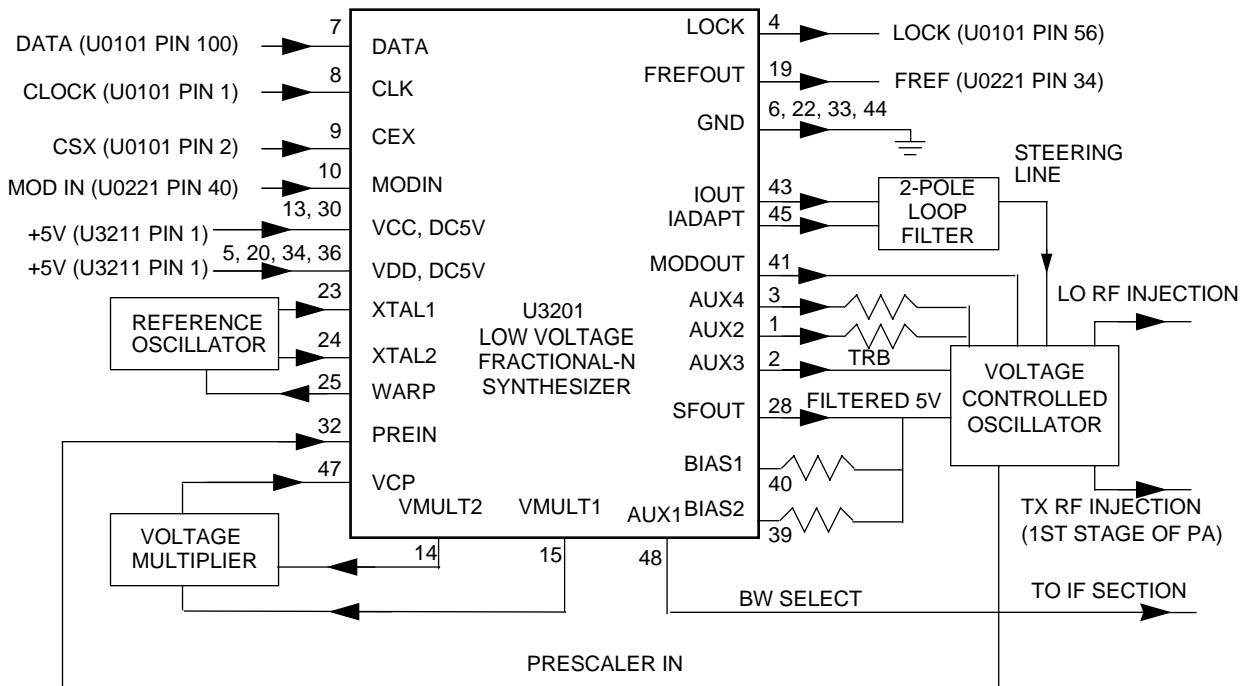 DATA (U0101 PIN 100)
CLOCK (U0101 PIN 1)
CSX (U0101 PIN 2)
MOD IN (U0221 PIN 40)
+5V (U3211 PIN 1)
+5V (U3211 PIN 1)
7
8
9
10
13, 30
5, 20, 34, 36
23
24
25
32
47
REFERENCE
OSCILLATOR
VOLTAGE
MULTIPLIER
DATA
CLK
CEX
MODIN
VCC, DC5V
VDD, DC5V
XTAL1
XTAL2
WARP
PREIN
VCP
VMULT2
VMULT1
AUX1
14
15
48
U3201
LOW VOLTAGE
FRACTIONAL-N
SYNTHESIZER
LOCK
FREFOUT
GND
IOUT
IADAPT
MODOUT
AUX4
AUX2
AUX3
SFOUT
BIAS1
BIAS2
4
19
6, 22, 33, 44
43
45
41
3
1
2
28
40
39
LOCK (U0101 PIN 56)
FREF (U0221 PIN 34)
STEERING
LINE
2-POLE
LOOP
FILTER
TRB
FILTERED 5V
LO RF INJECTION
VOLTAGE
CONTROLLED
OSCILLATOR
TX RF INJECTION
(1ST STAGE OF PA)
BW SELECT
TO IF SECTION
PRESCALER IN